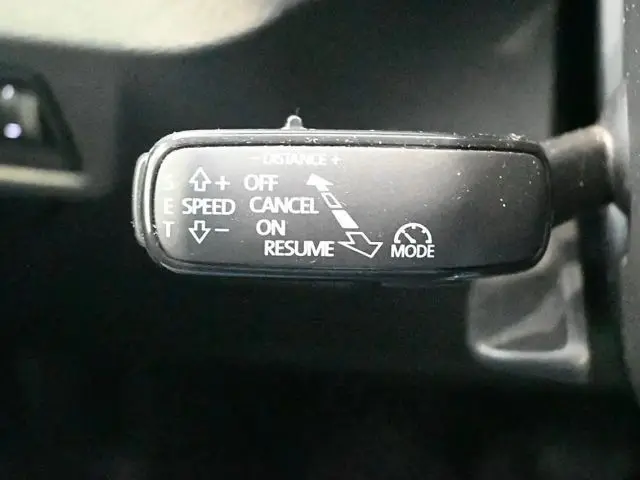 - DISTANCE +
S + OFF
E SPEED CANCEL
T - ON
RESUME MODE